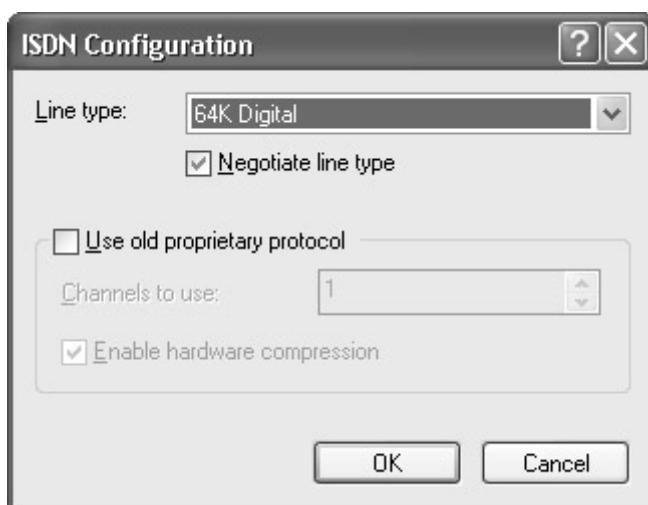 ISDN Configuration
Line type: 64K Digital
Negotiate line type
Use old proprietary protocol
Channels to use: 1
Enable hardware compression
OK Cancel